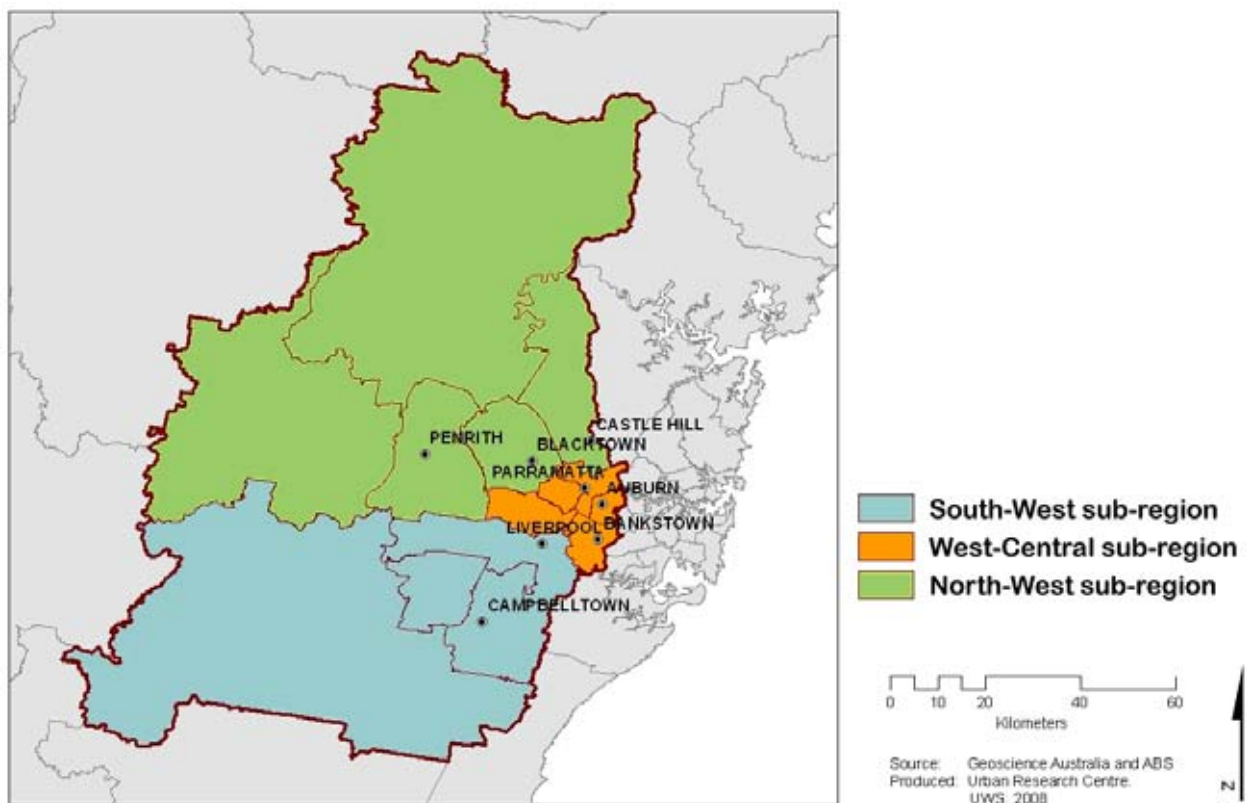 CASTLE HILL
PENRITH
BLACKTOWN
PARRAMATTA
AUBURN
LIVERPOOL
BANKSTOWN
CAMPBELLTOWN
South-West sub-region
West-Central sub-region
North-West sub-region
0 10 20 40 60
Kilometers
Source: Geoscience Australia and ABS
Produced: Urban Research Centre.
UWS, 2008
N